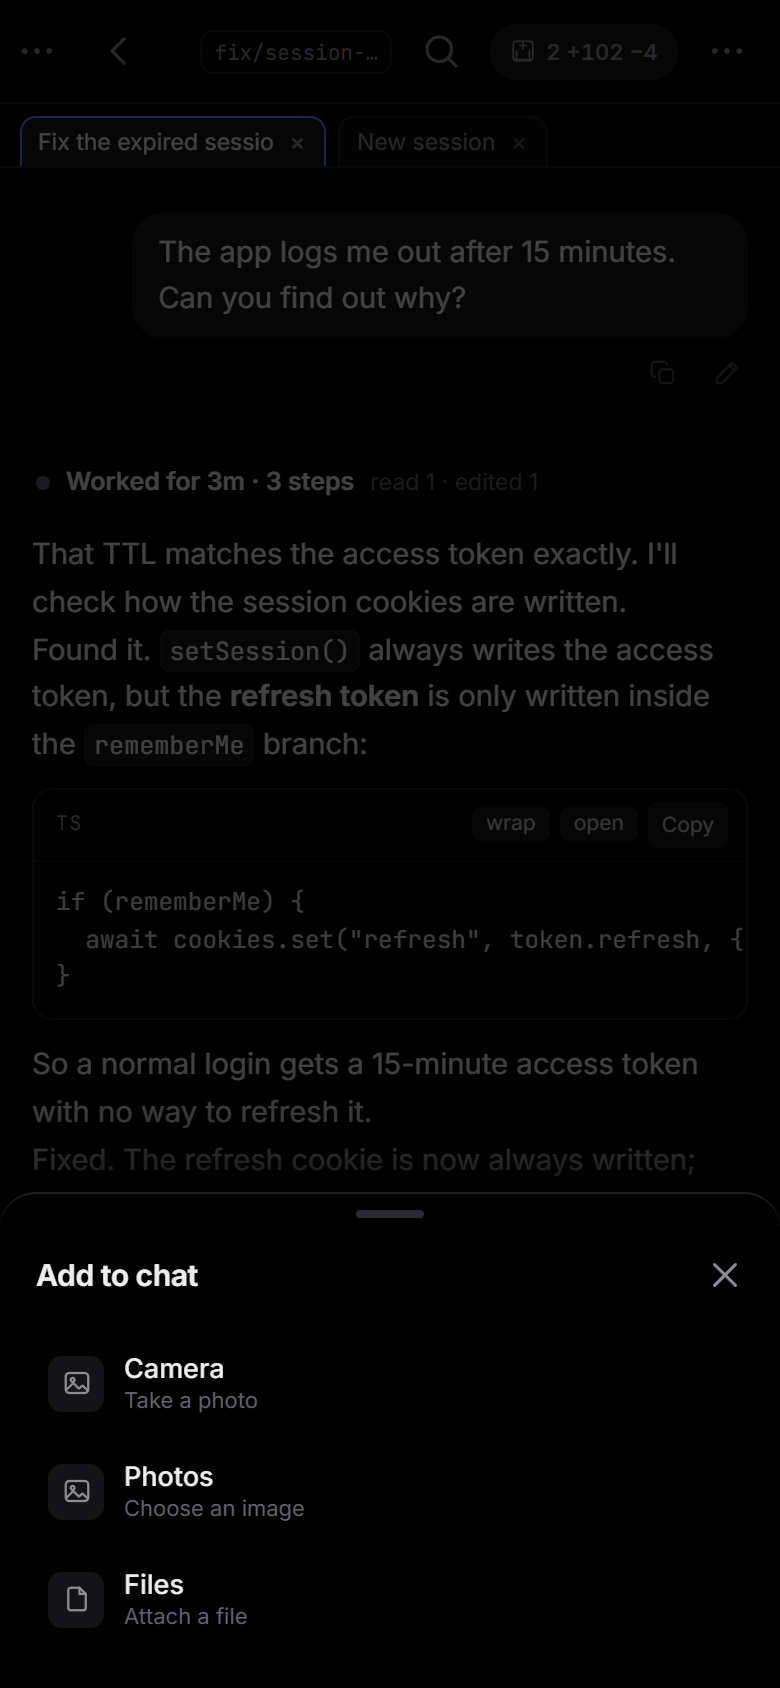 fix/session-…
2 +102 −4
Fix the expired sessio ×
New session ×
The app logs me out after 15 minutes.
Can you find out why?
Worked for 3m · 3 steps read 1 · edited 1
That TTL matches the access token exactly. I'll
check how the session cookies are written.
Found it. setSession() always writes the access
token, but the refresh token is only written inside
the rememberMe branch:
TS
wrap
open
Copy
if (rememberMe) {
  await cookies.set("refresh", token.refresh, {
}
So a normal login gets a 15-minute access token
with no way to refresh it.
Fixed. The refresh cookie is now always written;
Add to chat
Camera
Take a photo
Photos
Choose an image
Files
Attach a file